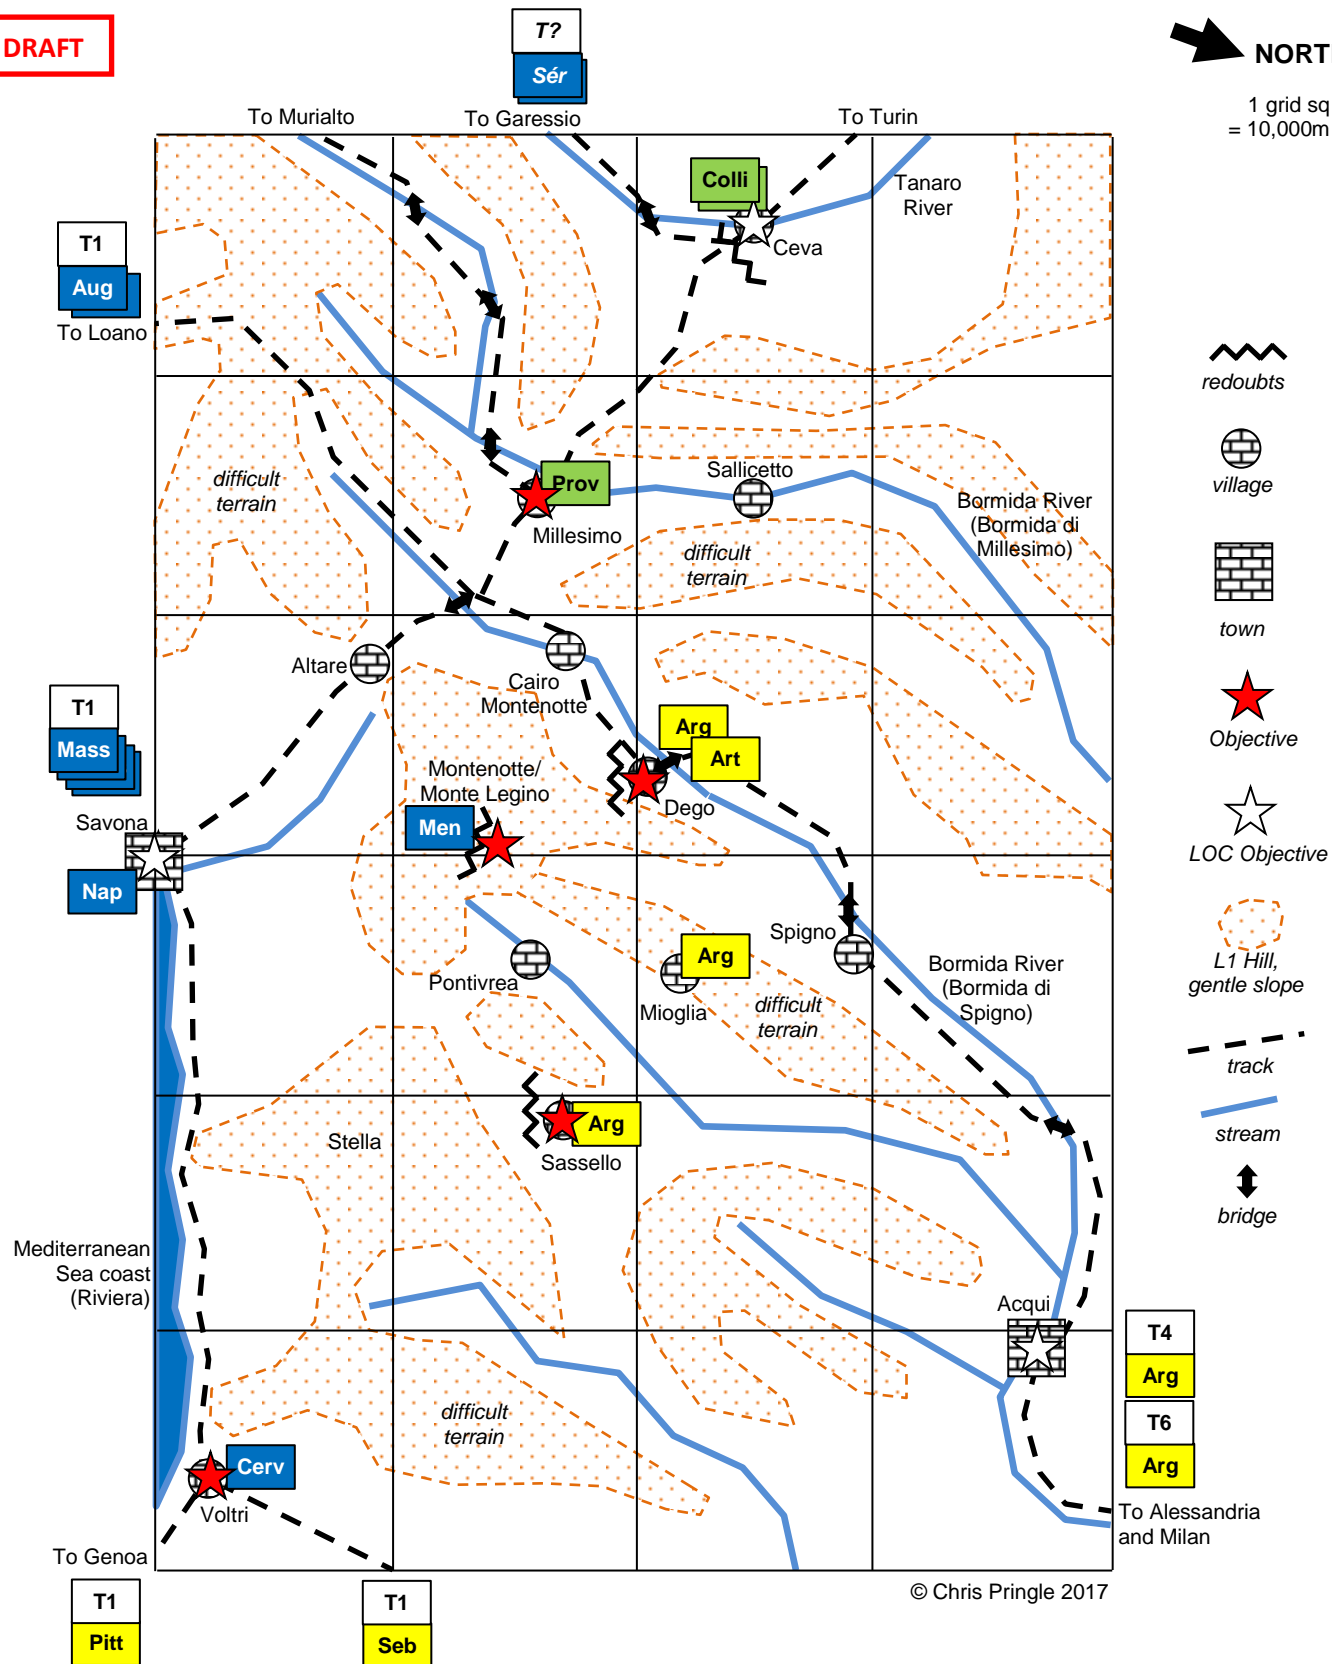 DRAFT
T?
Sér
NORT
1 grid sq
= 10,000m
To Murialto
To Garessio
To Turin
Colli
Tanaro
River
Ceva
T1
Aug
To Loano
redoubts
village
difficult
terrain
Sallicetto
Prov
Millesimo
Bormida River
(Bormida di
Millesimo)
difficult
terrain
town
Altare
Cairo
Montenotte
T1
Mass
Arg
Art
Objective
Montenotte/
Monte Legino
Dego
Savona
Men
LOC Objective
Nap
Spigno
Arg
Pontivrea
Mioglia
difficult
terrain
Bormida River
(Bormida di
Spigno)
L1 Hill,
gentle slope
track
Stella
Arg
Sassello
stream
bridge
Mediterranean
Sea coast
(Riviera)
Acqui
T4
Arg
T6
Arg
difficult
terrain
Cerv
Voltri
To Alessandria
and Milan
To Genoa
T1
Pitt
T1
Seb
© Chris Pringle 2017